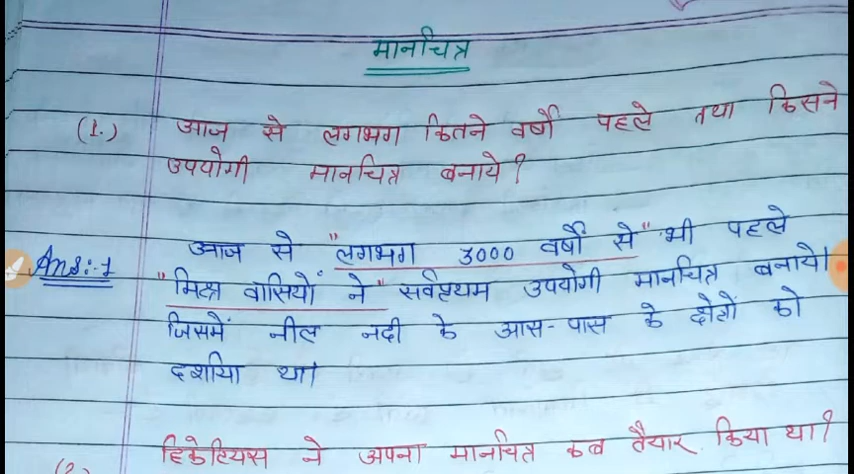 मानचित्र
(1.) आज से लगभग कितने वर्षों पहले तथा किसने
उपयोगी मानचित्र बनाये?
Ans:-1 आज से "लगभग 3000 वर्षों से" भी पहले
"मिस्र वासियों ने" सर्वप्रथम उपयोगी मानचित्र बनाये।
जिसमें नील नदी के आस-पास के क्षेत्रों को
दर्शाया था।
हिकेटियस ने अपना मानचित्र कब तैयार किया था?